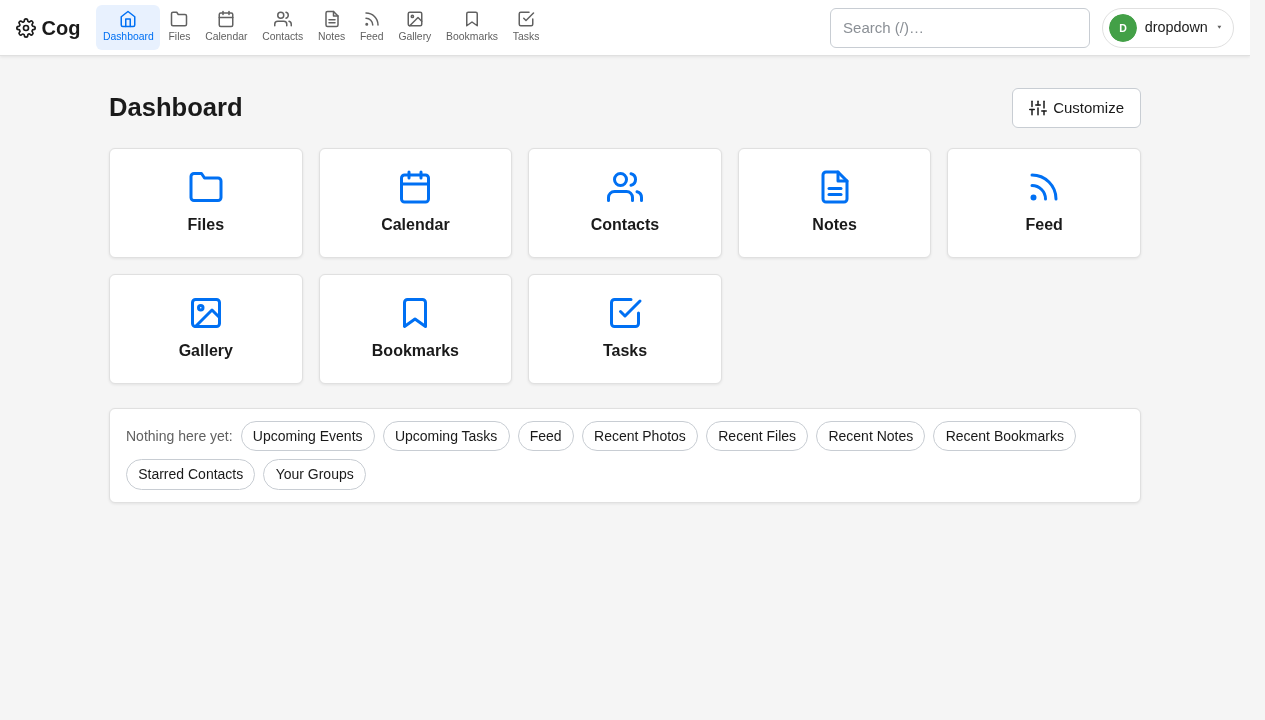 Cog
Dashboard Files Calendar Contacts Notes Feed Gallery Bookmarks Tasks
Search (/)…
D dropdown
Dashboard
Customize
Files Calendar Contacts Notes Feed
Gallery Bookmarks Tasks
Nothing here yet: Upcoming Events Upcoming Tasks Feed Recent Photos Recent Files Recent Notes Recent Bookmarks
Starred Contacts Your Groups